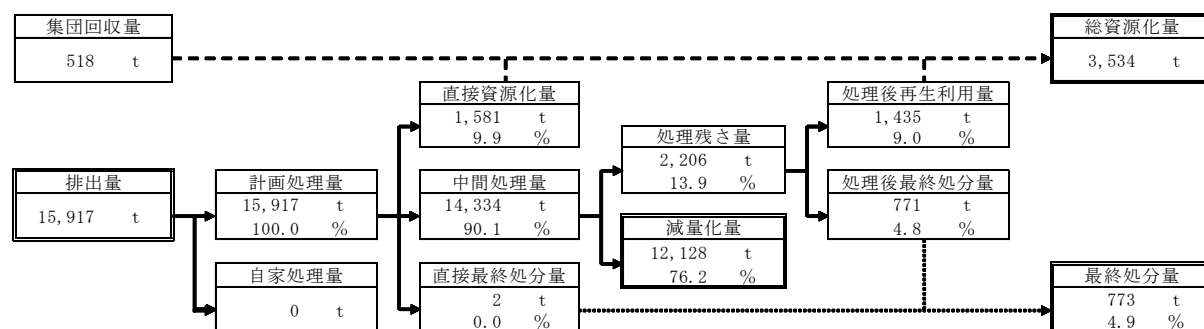 集団回収量
518 t
総資源化量
3,534 t
直接資源化量
1,581 t
9.9 %
処理後再生利用量
1,435 t
9.0 %
処理残さ量
2,206 t
13.9 %
排出量
15,917 t
計画処理量
15,917 t
100.0 %
中間処理量
14,334 t
90.1 %
処理後最終処分量
771 t
4.8 %
減量化量
12,128 t
76.2 %
自家処理量
0 t
直接最終処分量
2 t
0.0 %
最終処分量
773 t
4.9 %